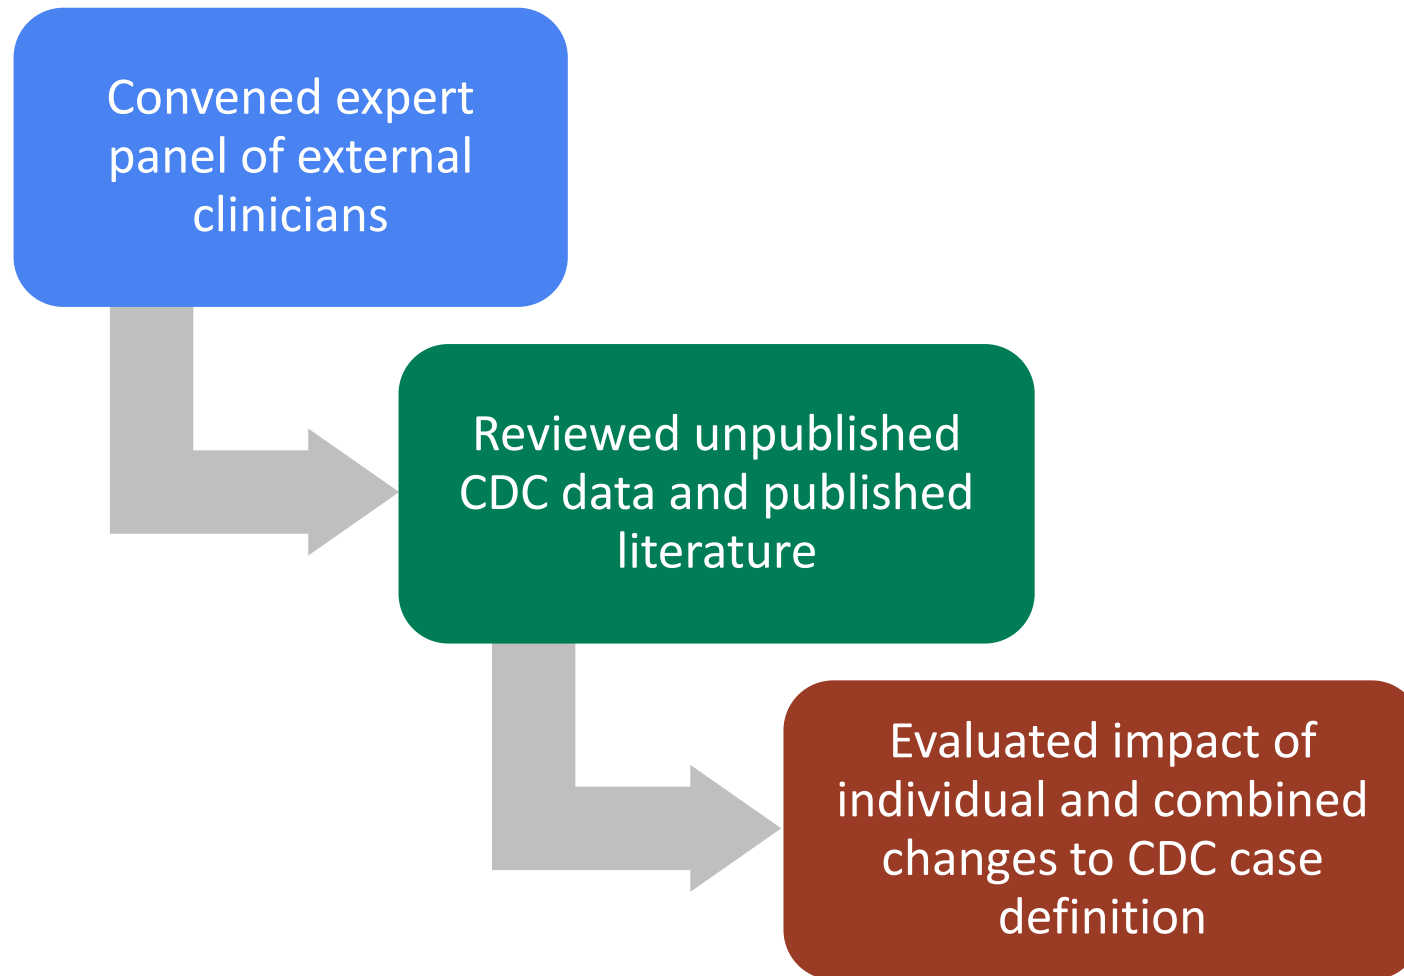 Convened expert
panel of external
clinicians
Reviewed unpublished
CDC data and published
literature
Evaluated impact of
individual and combined
changes to CDC case
definition